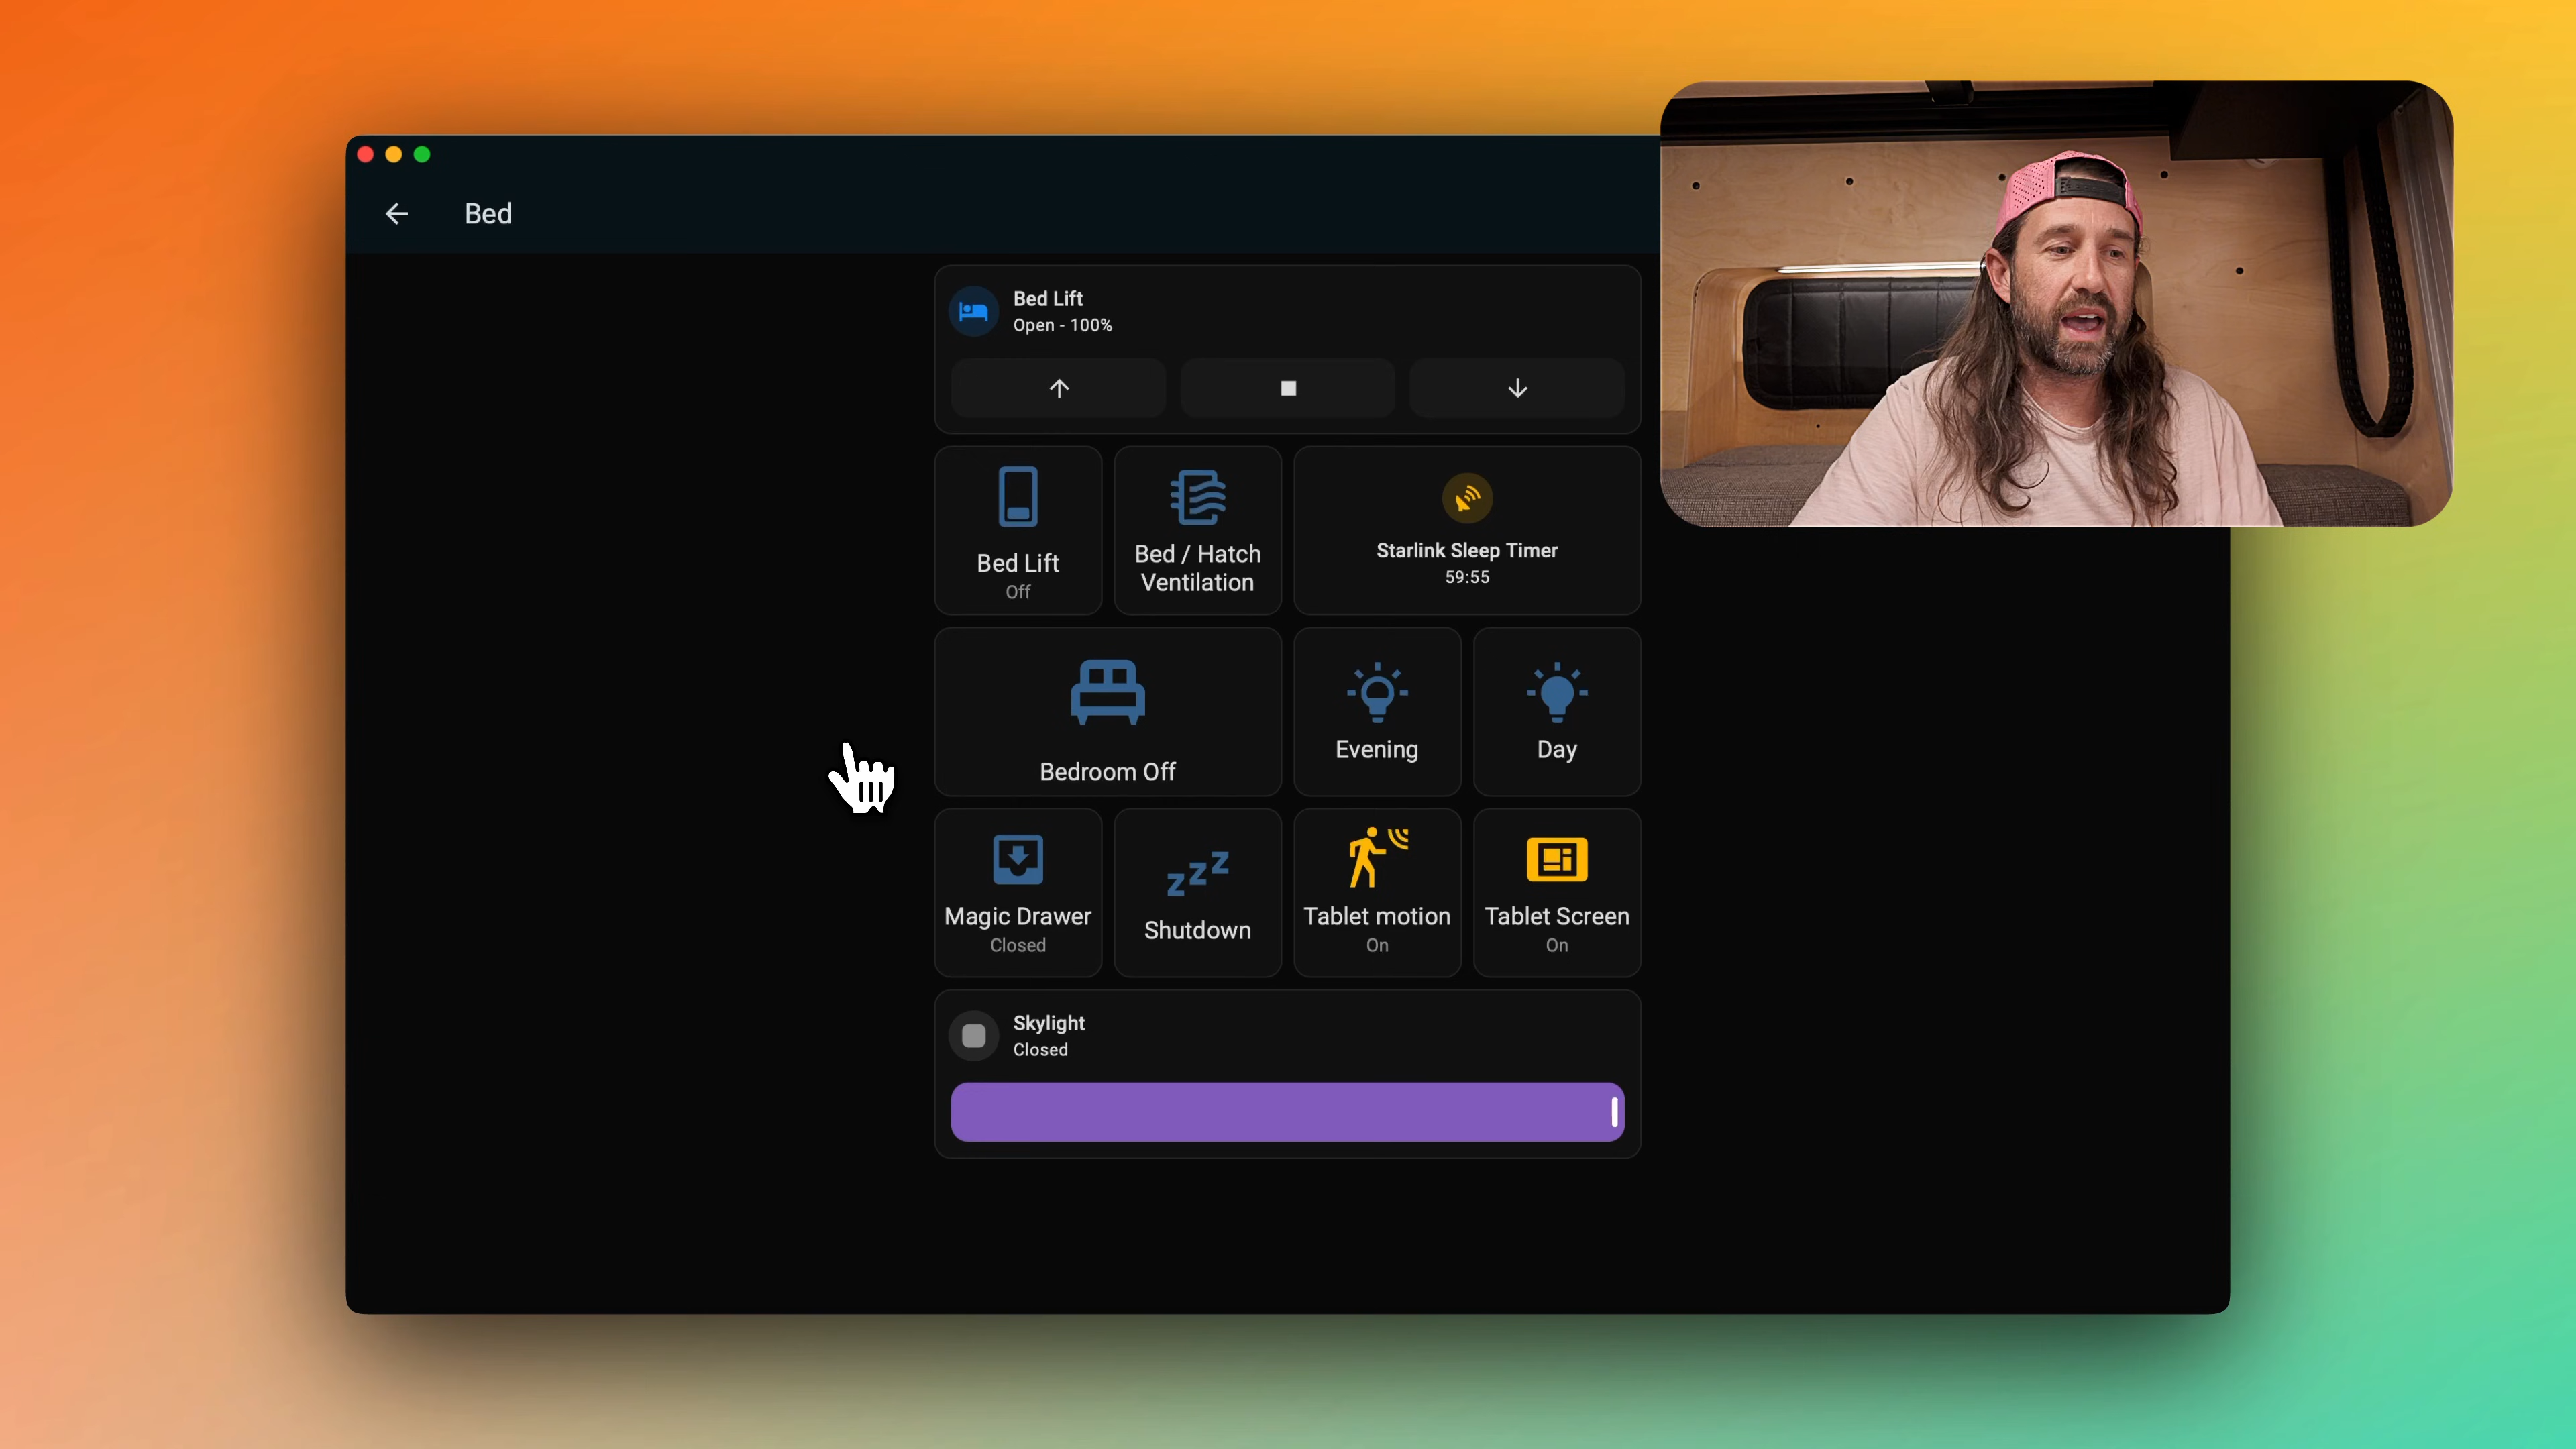 Bed
Bed Lift
Open - 100%
Bed Lift
Off
Bed / Hatch
Ventilation
Starlink Sleep Timer
59:55
Bedroom Off
Evening
Day
Magic Drawer
Closed
zzz
Shutdown
Tablet motion
On
Tablet Screen
On
Skylight
Closed